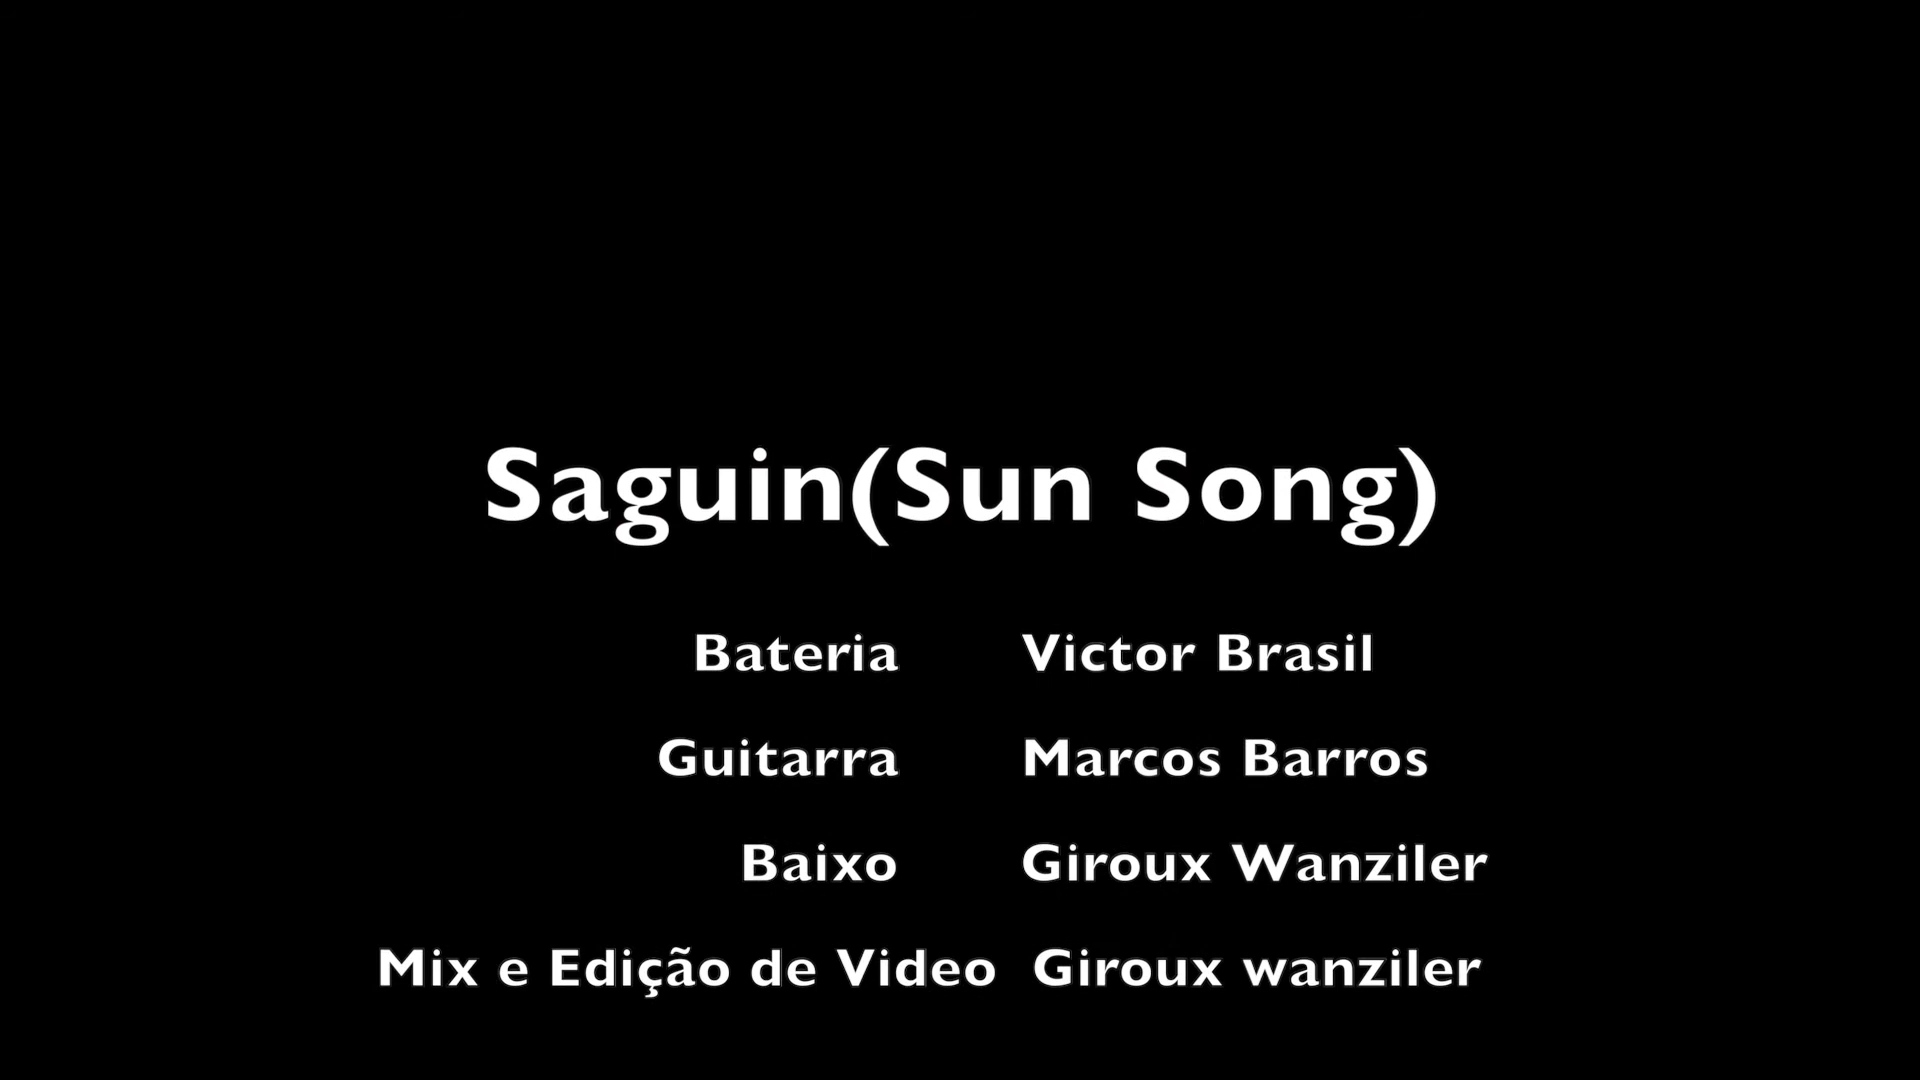 Saguin(Sun Song)
Bateria Victor Brasil
Guitarra Marcos Barros
Baixo Giroux Wanziler
Mix e Edição de Video Giroux wanziler